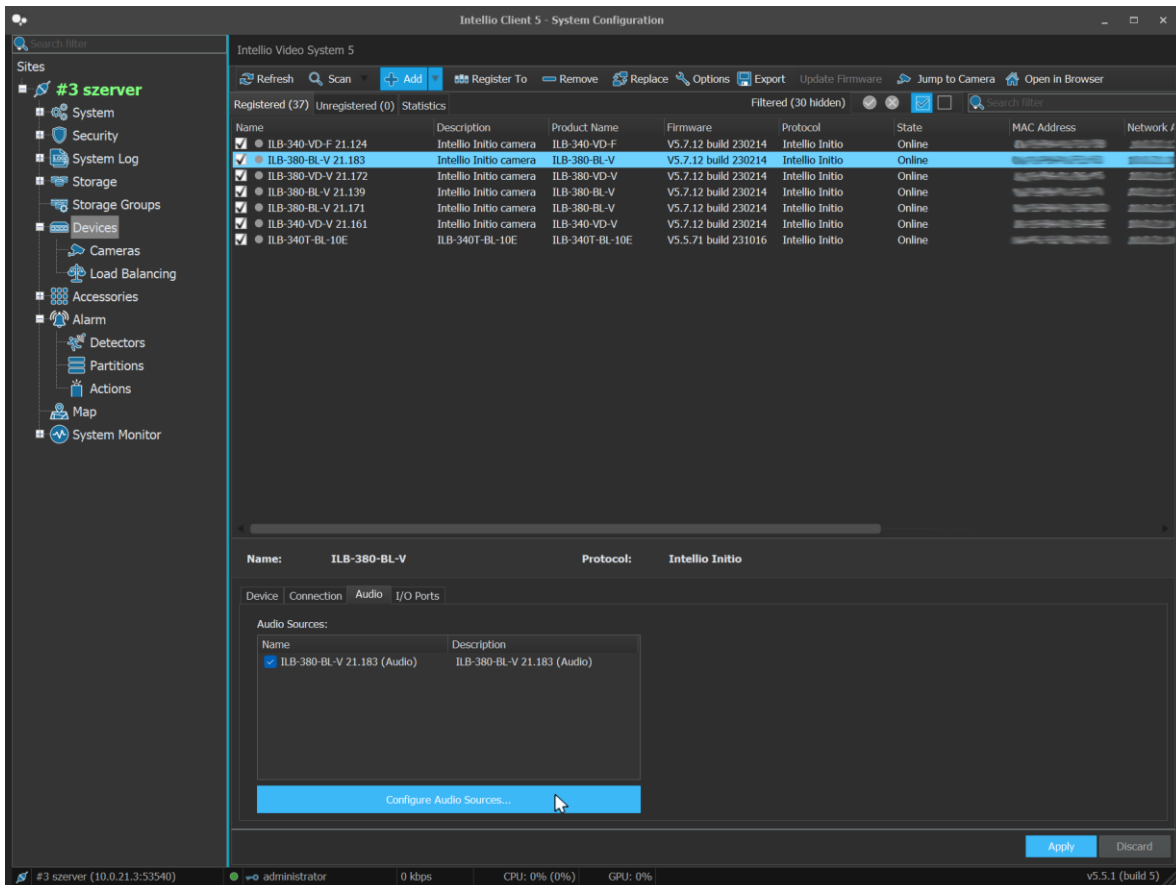 Intellio Client 5 - System Configuration
Search filter
Sites
#3 szerver
System
Security
System Log
Storage
Storage Groups
Devices
Cameras
Load Balancing
Accessories
Alarm
Detectors
Partitions
Actions
Map
System Monitor
Intellio Video System 5
Refresh Scan Add Register To Remove Replace Options Export Update Firmware Jump to Camera Open in Browser
Registered (37) Unregistered (0) Statistics Filtered (30 hidden) Search filter
Name Description Product Name Firmware Protocol State MAC Address Network
ILB-340-VD-F 21.124 Intellio Initio camera ILB-340-VD-F V5.7.12 build 230214 Intellio Initio Online
ILB-380-BL-V 21.183 Intellio Initio camera ILB-380-BL-V V5.7.12 build 230214 Intellio Initio Online
ILB-380-VD-V 21.172 Intellio Initio camera ILB-380-VD-V V5.7.12 build 230214 Intellio Initio Online
ILB-380-BL-V 21.139 Intellio Initio camera ILB-380-BL-V V5.7.12 build 230214 Intellio Initio Online
ILB-380-BL-V 21.171 Intellio Initio camera ILB-380-BL-V V5.7.12 build 230214 Intellio Initio Online
ILB-340-VD-V 21.161 Intellio Initio camera ILB-340-VD-V V5.7.12 build 230214 Intellio Initio Online
ILB-340T-BL-10E ILB-340T-BL-10E ILB-340T-BL-10E V5.5.71 build 231016 Intellio Initio Online
Name: ILB-380-BL-V Protocol: Intellio Initio
Device Connection Audio I/O Ports
Audio Sources:
Name Description
ILB-380-BL-V 21.183 (Audio) ILB-380-BL-V 21.183 (Audio)
Configure Audio Sources...
Apply Discard
#3 szerver (10.0.21.3:53540) administrator 0 kbps CPU: 0% (0%) GPU: 0% v5.5.1 (build 5)